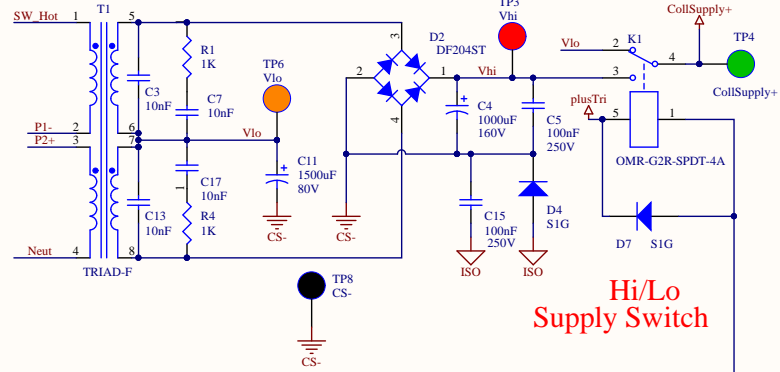 T1
SW_Hot
1
5
P1-
2
6
P2+
3
7
Neut
4
8
TRIAD-F
C3
10nF
C13
10nF
R1
1K
C7
10nF
C17
10nF
1
R4
1K
TP6
Vlo
Vlo
C11
1500uF
80V
CS-
TP8
CS-
CS-
D2
DF204ST
3
2
1
4
CS-
Vhi
TP3
Vhi
C4
1000uF
160V
C5
100nF
250V
C15
100nF
250V
ISO
D4
S1G
ISO
Vlo
2
3
K1
4
CollSupply+
TP4
CollSupply+
plusTri
5
1
OMR-G2R-SPDT-4A
D7
S1G
Hi/Lo
Supply Switch